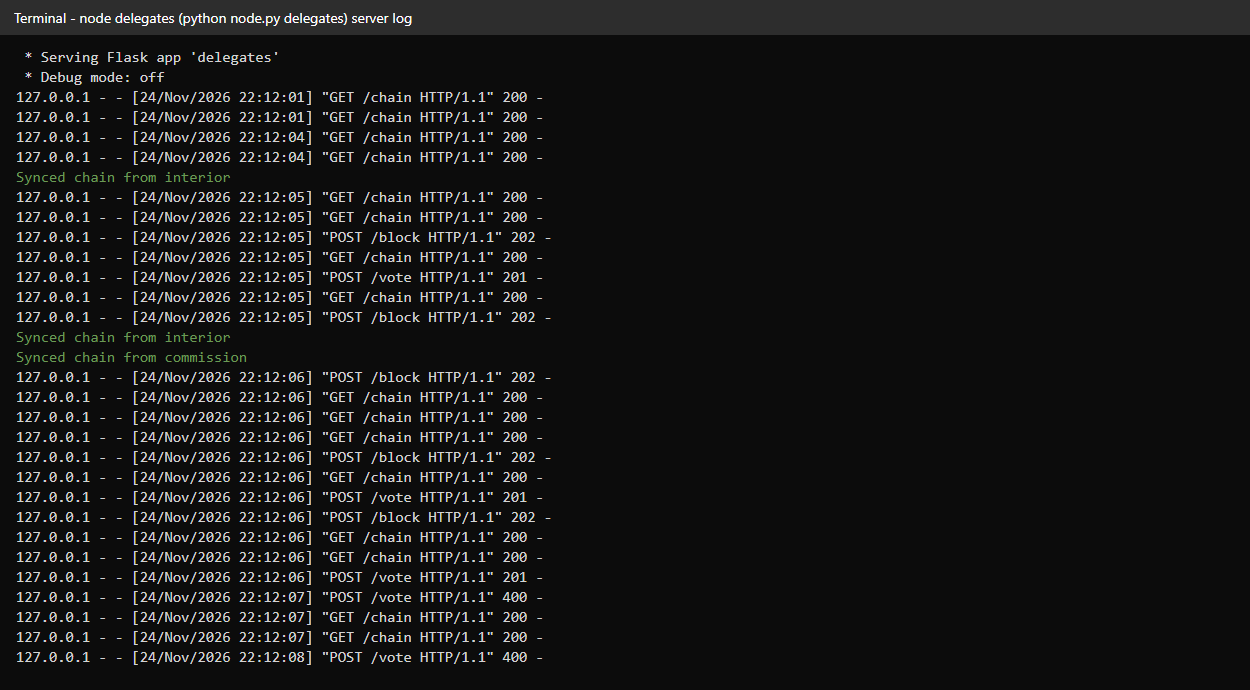 Terminal - node delegates (python node.py delegates) server log
* Serving Flask app 'delegates'
* Debug mode: off
127.0.0.1 - - [24/Nov/2026 22:12:01] "GET /chain HTTP/1.1" 200 -
127.0.0.1 - - [24/Nov/2026 22:12:01] "GET /chain HTTP/1.1" 200 -
127.0.0.1 - - [24/Nov/2026 22:12:04] "GET /chain HTTP/1.1" 200 -
127.0.0.1 - - [24/Nov/2026 22:12:04] "GET /chain HTTP/1.1" 200 -
Synced chain from interior
127.0.0.1 - - [24/Nov/2026 22:12:05] "GET /chain HTTP/1.1" 200 -
127.0.0.1 - - [24/Nov/2026 22:12:05] "GET /chain HTTP/1.1" 200 -
127.0.0.1 - - [24/Nov/2026 22:12:05] "POST /block HTTP/1.1" 202 -
127.0.0.1 - - [24/Nov/2026 22:12:05] "GET /chain HTTP/1.1" 200 -
127.0.0.1 - - [24/Nov/2026 22:12:05] "POST /vote HTTP/1.1" 201 -
127.0.0.1 - - [24/Nov/2026 22:12:05] "GET /chain HTTP/1.1" 200 -
127.0.0.1 - - [24/Nov/2026 22:12:05] "POST /block HTTP/1.1" 202 -
Synced chain from interior
Synced chain from commission
127.0.0.1 - - [24/Nov/2026 22:12:06] "POST /block HTTP/1.1" 202 -
127.0.0.1 - - [24/Nov/2026 22:12:06] "GET /chain HTTP/1.1" 200 -
127.0.0.1 - - [24/Nov/2026 22:12:06] "GET /chain HTTP/1.1" 200 -
127.0.0.1 - - [24/Nov/2026 22:12:06] "GET /chain HTTP/1.1" 200 -
127.0.0.1 - - [24/Nov/2026 22:12:06] "POST /block HTTP/1.1" 202 -
127.0.0.1 - - [24/Nov/2026 22:12:06] "GET /chain HTTP/1.1" 200 -
127.0.0.1 - - [24/Nov/2026 22:12:06] "POST /vote HTTP/1.1" 201 -
127.0.0.1 - - [24/Nov/2026 22:12:06] "POST /block HTTP/1.1" 202 -
127.0.0.1 - - [24/Nov/2026 22:12:06] "GET /chain HTTP/1.1" 200 -
127.0.0.1 - - [24/Nov/2026 22:12:06] "GET /chain HTTP/1.1" 200 -
127.0.0.1 - - [24/Nov/2026 22:12:06] "POST /vote HTTP/1.1" 201 -
127.0.0.1 - - [24/Nov/2026 22:12:07] "POST /vote HTTP/1.1" 400 -
127.0.0.1 - - [24/Nov/2026 22:12:07] "GET /chain HTTP/1.1" 200 -
127.0.0.1 - - [24/Nov/2026 22:12:07] "GET /chain HTTP/1.1" 200 -
127.0.0.1 - - [24/Nov/2026 22:12:08] "POST /vote HTTP/1.1" 400 -